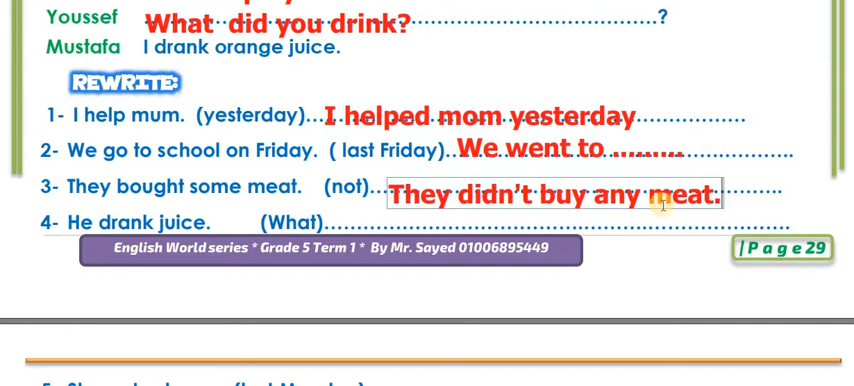 Youssef What did you drink?.......................................?
Mustafa I drank orange juice.
REWRITE:
1- I help mum. (yesterday)... I helped mom yesterday..................
2- We go to school on Friday. ( last Friday)... We went to .........................
3- They bought some meat. (not)... They didn't buy any meat...........
4- He drank juice. (What)................................................................................
English World series * Grade 5 Term 1 * By Mr. Sayed 01006895449
|P a g e 29